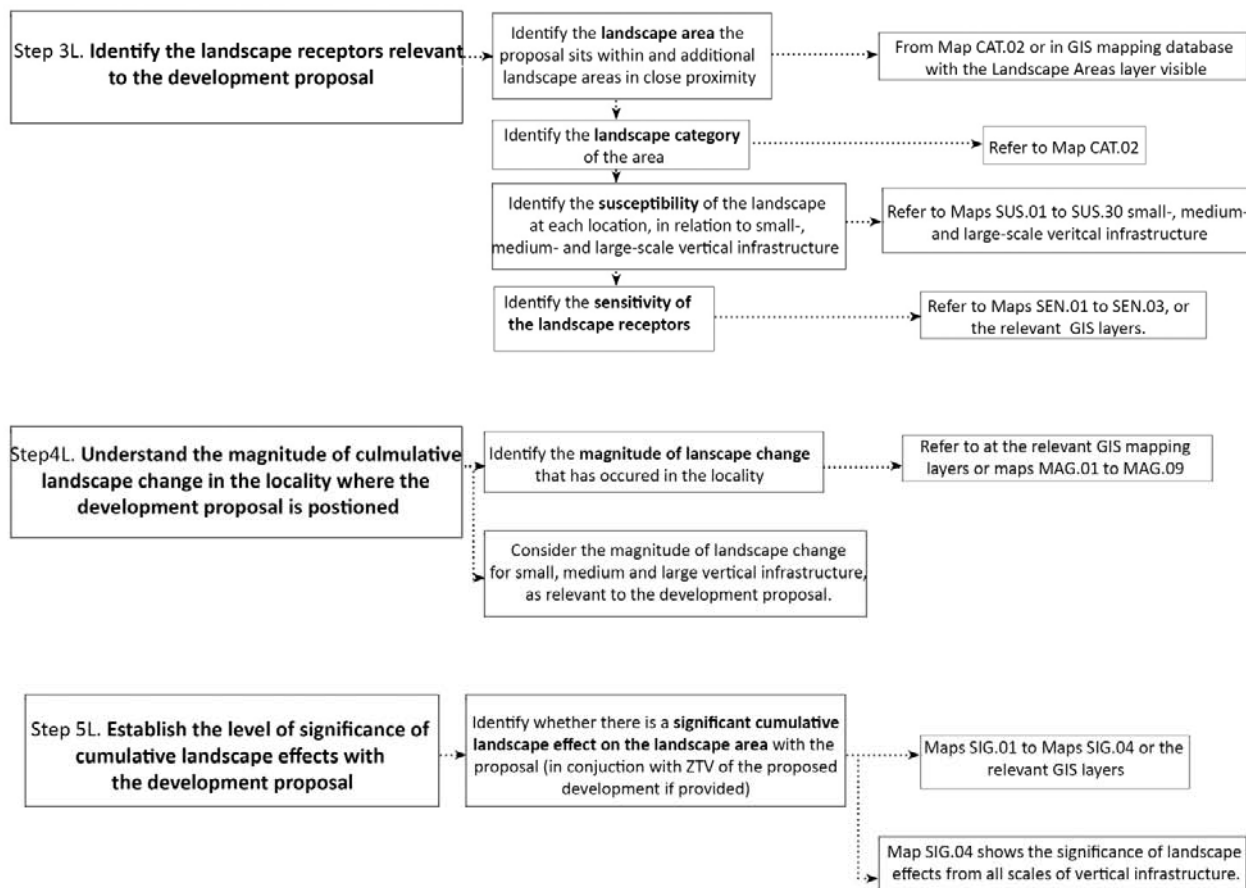 Step 3L. Identify the landscape receptors relevant
to the development proposal
Identify the landscape area the
proposal sits within and additional
landscape areas in close proximity
From Map CAT.02 or in GIS mapping database
with the Landscape Areas layer visible
Identify the landscape category
of the area
Refer to Map CAT.02
Identify the susceptibility of the landscape
at each location, in relation to small-,
medium- and large-scale vertical infrastructure
Refer to Maps SUS.01 to SUS.30 small-, medium-
and large-scale veritcal infrastructure
Identify the sensitivity of
the landscape receptors
Refer to Maps SEN.01 to SEN.03, or
the relevant GIS layers.
Step4L. Understand the magnitude of culmulative
landscape change in the locality where the
development proposal is postioned
Identify the magnitude of lanscape change
that has occured in the locality
Refer to at the relevant GIS mapping
layers or maps MAG.01 to MAG.09
Consider the magnitude of landscape change
for small, medium and large vertical infrastructure,
as relevant to the development proposal.
Step 5L. Establish the level of significance of
cumulative landscape effects with
the development proposal
Identify whether there is a significant cumulative
landscape effect on the landscape area with the
proposal (in conjuction with ZTV of the proposed
development if provided)
Maps SIG.01 to Maps SIG.04 or the
relevant GIS layers
Map SIG.04 shows the significance of landscape
effects from all scales of vertical infrastructure.